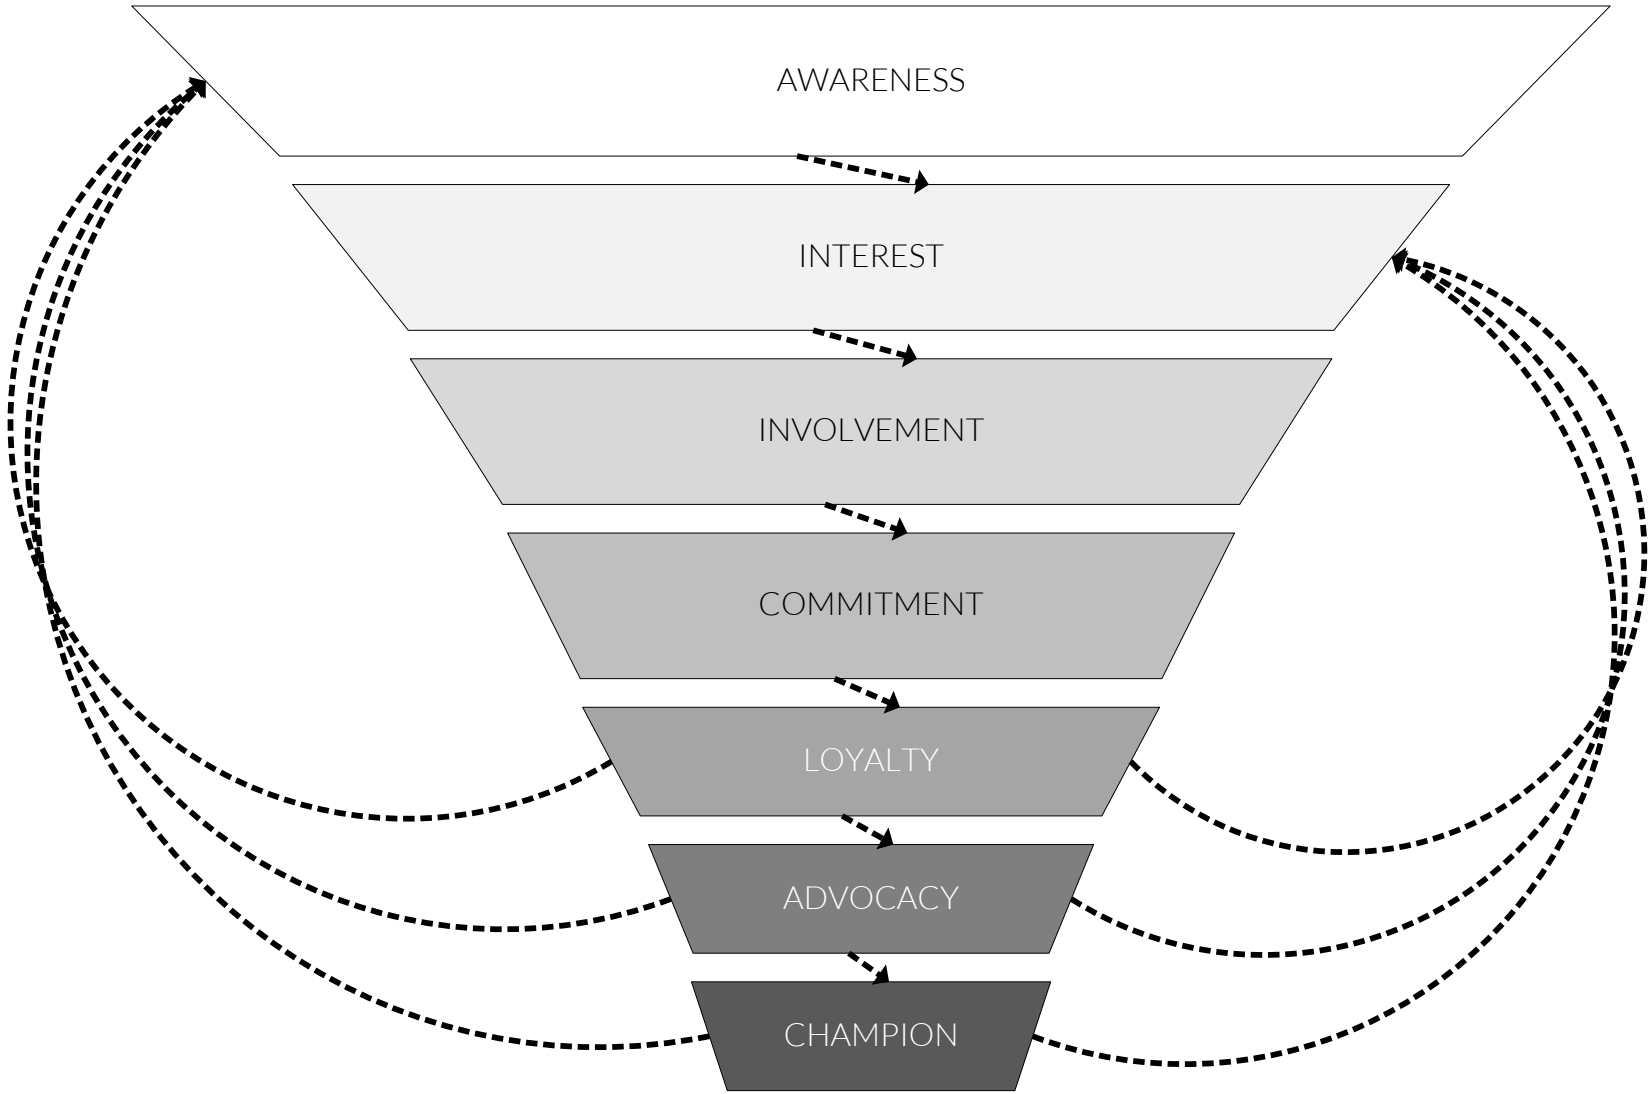 AWARENESS
INTEREST
INVOLVEMENT
COMMITMENT
LOYALTY
ADVOCACY
CHAMPION